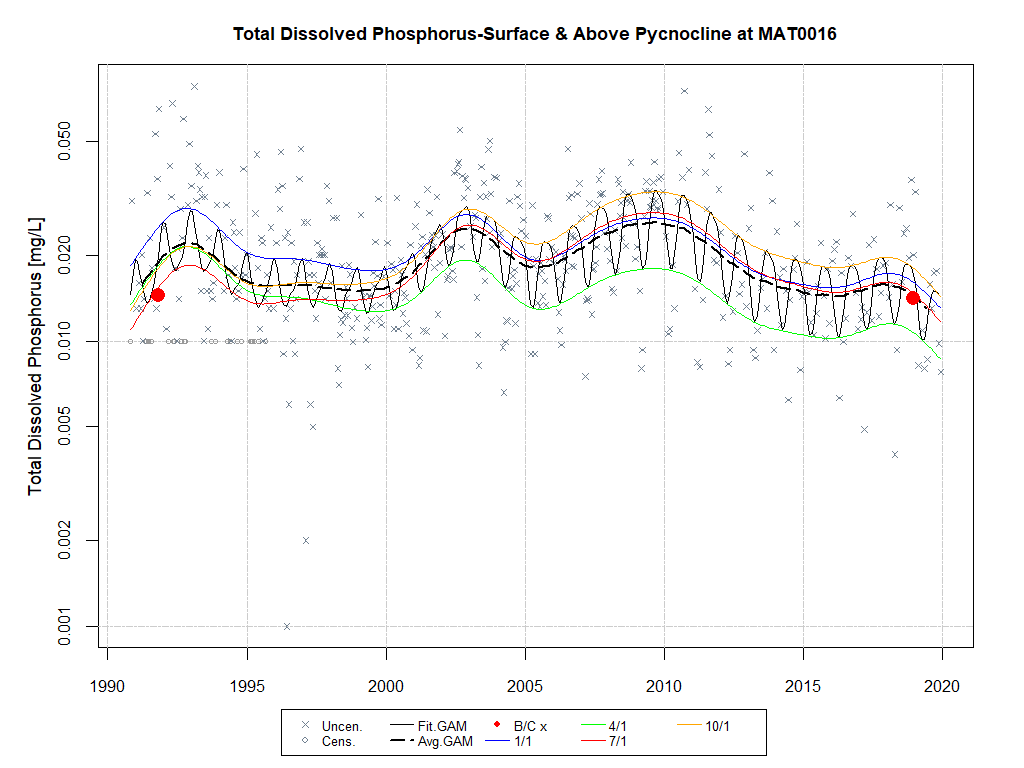 Total Dissolved Phosphorus-Surface & Above Pycnocline at MAT0016
Total Dissolved Phosphorus [mg/L]
0.050
0.020
0.010
0.005
0.002
0.001
1990 1995 2000 2005 2010 2015 2020
Uncen. Fit.GAM B/C x 4/1 10/1
Cens. Avg.GAM 1/1 7/1